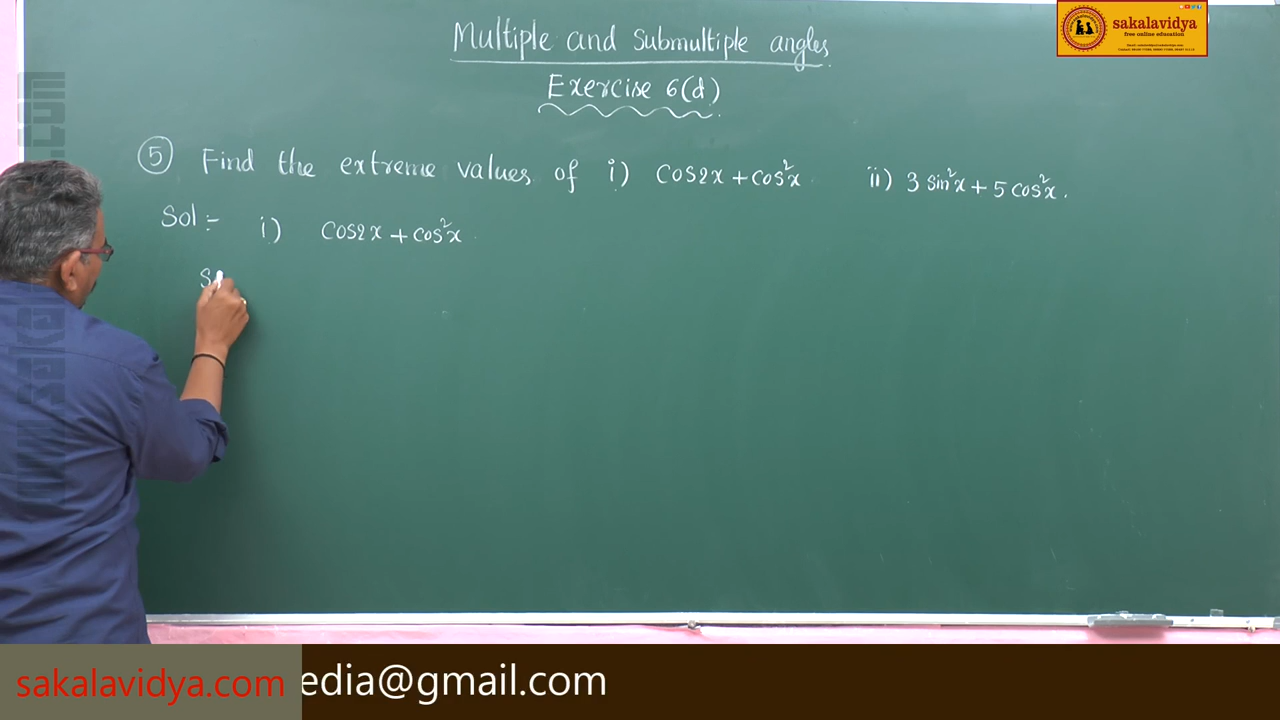 sakalavidya
free online education
Multiple and Submultiple angles
Exercise 6(d)
5 Find the extreme values of i) Cos2x + Cos²x ii) 3 Sin²x + 5 Cos²x.
Sol :- i) Cos2x + Cos²x
sakalavidya.com edia@gmail.com